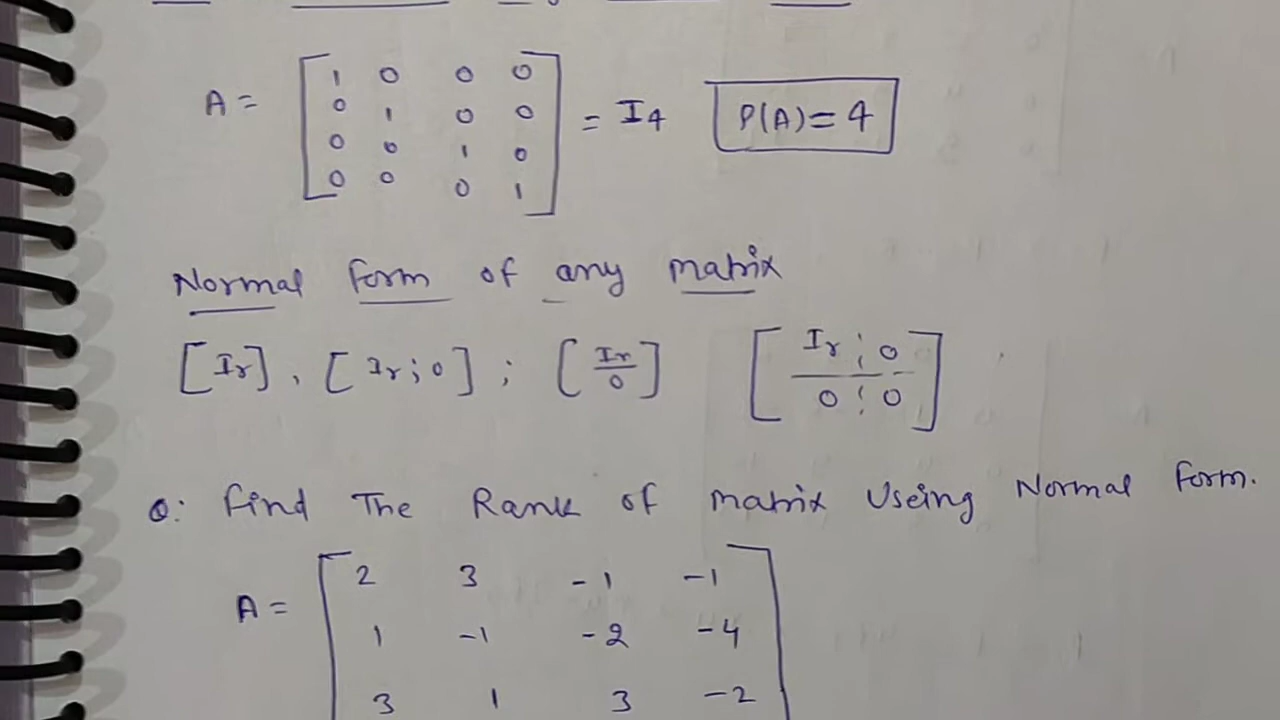 A = [ 1 0 0 0
0 1 0 0 = I4 P(A) = 4
0 0 1 0
0 0 0 1 ]
Normal form of any matrix
[Ir], [Ir ; 0] ; [Ir/0] [Ir ¦ 0
0 ¦ 0]
Q: find The Rank of matrix Useing Normal form.
A = [ 2 3 -1 -1
1 -1 -2 -4
3 1 3 -2